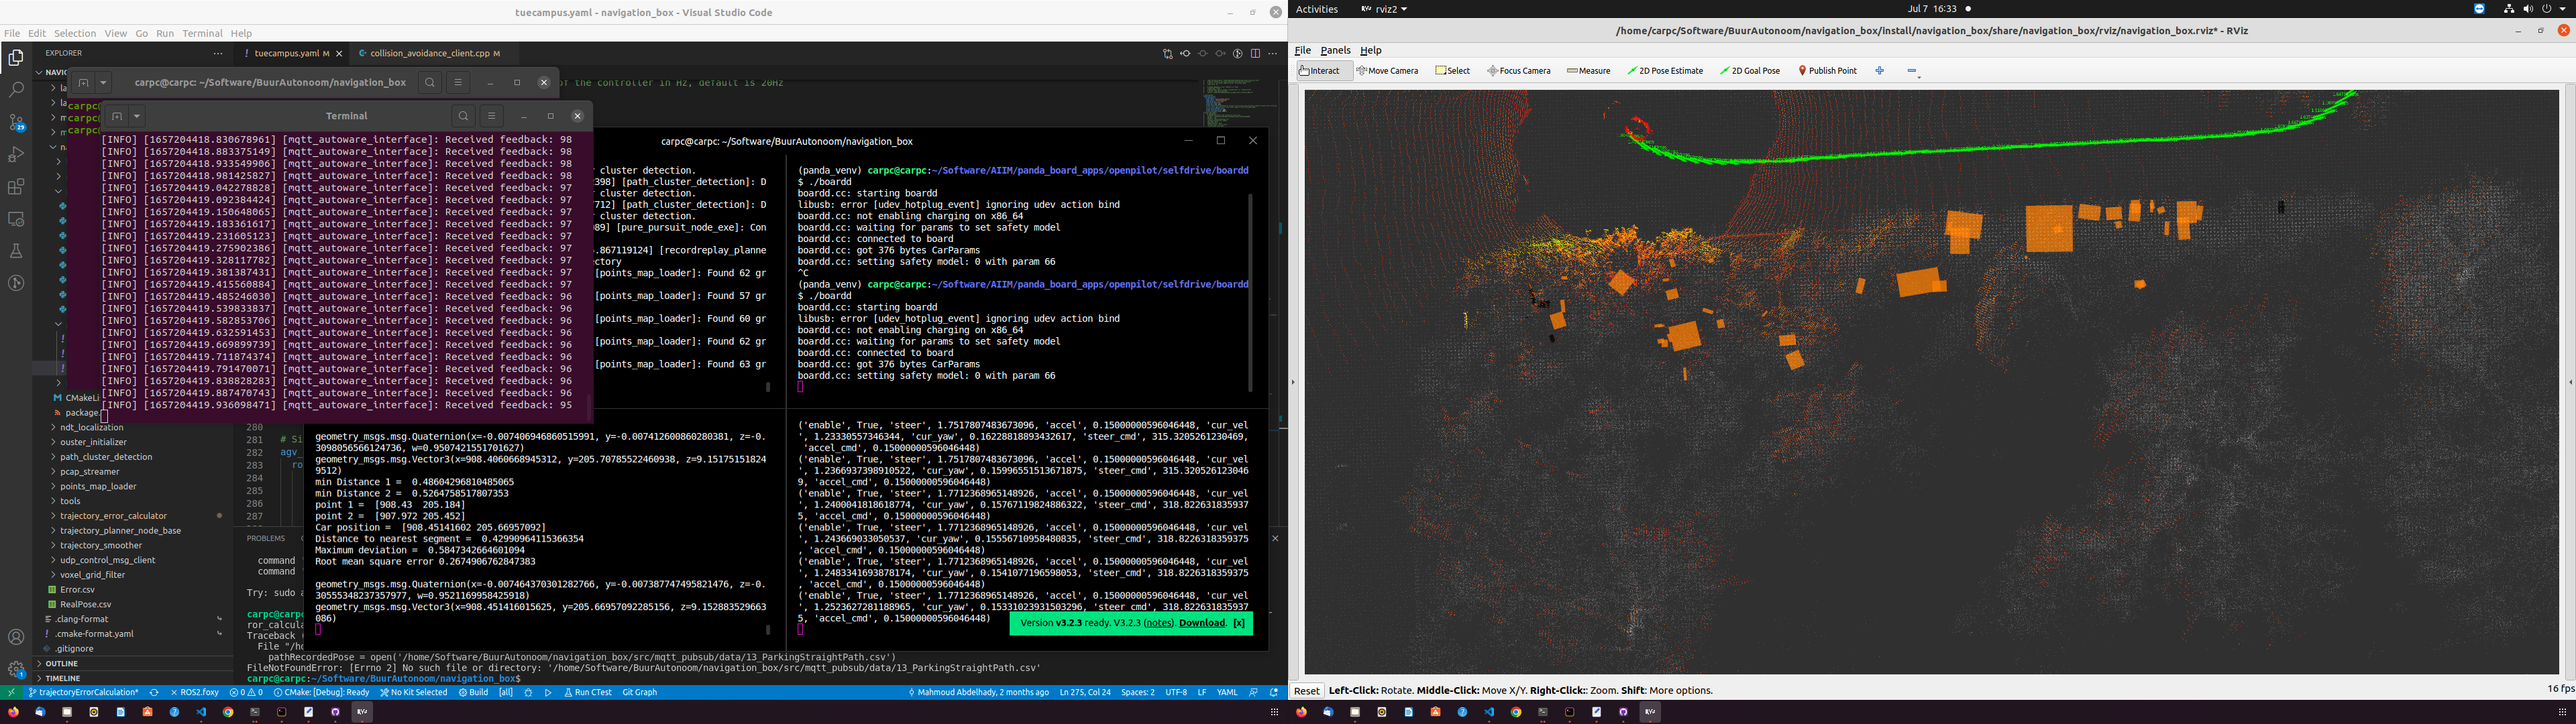 tuecampus.yaml - navigation_box - Visual Studio Code
File Edit Selection View Go Run Terminal Help
EXPLORER
tuecampus.yaml M
collision_avoidance_client.cpp M
NAVIG
of the controller in Hz, default is 20Hz
carpc@carpc: ~/Software/BuurAutonoom/navigation_box
Terminal
[INFO] [1657204418.830678961] [mqtt_autoware_interface]: Received feedback: 98
[INFO] [1657204418.883375149] [mqtt_autoware_interface]: Received feedback: 98
[INFO] [1657204418.933549906] [mqtt_autoware_interface]: Received feedback: 98
[INFO] [1657204418.981425827] [mqtt_autoware_interface]: Received feedback: 98
[INFO] [1657204419.042278828] [mqtt_autoware_interface]: Received feedback: 97
[INFO] [1657204419.092384424] [mqtt_autoware_interface]: Received feedback: 97
[INFO] [1657204419.150648065] [mqtt_autoware_interface]: Received feedback: 97
[INFO] [1657204419.183361617] [mqtt_autoware_interface]: Received feedback: 97
[INFO] [1657204419.231605123] [mqtt_autoware_interface]: Received feedback: 97
[INFO] [1657204419.275902386] [mqtt_autoware_interface]: Received feedback: 97
[INFO] [1657204419.328117782] [mqtt_autoware_interface]: Received feedback: 97
[INFO] [1657204419.381387431] [mqtt_autoware_interface]: Received feedback: 97
[INFO] [1657204419.415560884] [mqtt_autoware_interface]: Received feedback: 97
[INFO] [1657204419.485246030] [mqtt_autoware_interface]: Received feedback: 96
[INFO] [1657204419.539833837] [mqtt_autoware_interface]: Received feedback: 96
[INFO] [1657204419.582853706] [mqtt_autoware_interface]: Received feedback: 96
[INFO] [1657204419.632591453] [mqtt_autoware_interface]: Received feedback: 96
[INFO] [1657204419.669899739] [mqtt_autoware_interface]: Received feedback: 96
[INFO] [1657204419.711874374] [mqtt_autoware_interface]: Received feedback: 96
[INFO] [1657204419.791470071] [mqtt_autoware_interface]: Received feedback: 96
[INFO] [1657204419.838828283] [mqtt_autoware_interface]: Received feedback: 96
[INFO] [1657204419.887470743] [mqtt_autoware_interface]: Received feedback: 96
[INFO] [1657204419.936098471] [mqtt_autoware_interface]: Received feedback: 95
CMakeLi
package.
ndt_localization
ouster_initializer
path_cluster_detection
pcap_streamer
points_map_loader
tools
trajectory_error_calculator
trajectory_planner_node_base
trajectory_smoother
udp_control_msg_client
voxel_grid_filter
Error.csv
RealPose.csv
.clang-format
.cmake-format.yaml
.gitignore
OUTLINE
TIMELINE
280
281 # Si
282 agv_
283 ro
284
285
286
287
PROBLEMS
command
command
Try: sudo a
carpc@carpc
ror_calcula
Traceback (
File "/ho
pathRecordedPose = open('/home/Software/BuurAutonoom/navigation_box/src/mqtt_pubsub/data/13_ParkingStraightPath.csv')
FileNotFoundError: [Errno 2] No such file or directory: '/home/Software/BuurAutonoom/navigation_box/src/mqtt_pubsub/data/13_ParkingStraightPath.csv'
carpc@carpc:~/Software/BuurAutonoom/navigation_box$
carpc@carpc: ~/Software/BuurAutonoom/navigation_box
r cluster detection.
2398] [path_cluster_detection]: D
r cluster detection.
7712] [path_cluster_detection]: D
r cluster detection.
089] [pure_pursuit_node_exe]: Con
5.867119124] [recordreplay_planne
ectory
[points_map_loader]: Found 62 gr
[points_map_loader]: Found 57 gr
[points_map_loader]: Found 60 gr
[points_map_loader]: Found 62 gr
[points_map_loader]: Found 63 gr
(panda_venv) carpc@carpc:~/Software/AIIM/panda_board_apps/openpilot/selfdrive/boardd
$ ./boardd
boardd.cc: starting boardd
libusb: error [udev_hotplug_event] ignoring udev action bind
boardd.cc: not enabling charging on x86_64
boardd.cc: waiting for params to set safety model
boardd.cc: connected to board
boardd.cc: got 376 bytes CarParams
boardd.cc: setting safety model: 0 with param 66
^C
(panda_venv) carpc@carpc:~/Software/AIIM/panda_board_apps/openpilot/selfdrive/boardd
$ ./boardd
boardd.cc: starting boardd
libusb: error [udev_hotplug_event] ignoring udev action bind
boardd.cc: not enabling charging on x86_64
boardd.cc: waiting for params to set safety model
boardd.cc: connected to board
boardd.cc: got 376 bytes CarParams
boardd.cc: setting safety model: 0 with param 66
geometry_msgs.msg.Quaternion(x=-0.00740694860515991, y=-0.007412600860280381, z=-0.
3098056566124736, w=0.9507421551701627)
geometry_msgs.msg.Vector3(x=908.4060668945312, y=205.70785522460938, z=9.15175151824
9512)
min Distance 1 = 0.48604296810485065
min Distance 2 = 0.5264758517807353
point 1 = [908.43 205.184]
point 2 = [907.972 205.452]
Car position = [908.45141602 205.66957092]
Distance to nearest segment = 0.42990964115366354
Maximum deviation = 0.5847342664601094
Root mean square error 0.2674906762847383
geometry_msgs.msg.Quaternion(x=-0.007464370301282766, y=-0.007387747495821476, z=-0.
30555348237357977, w=0.9521169958425918)
geometry_msgs.msg.Vector3(x=908.451416015625, y=205.66957092285156, z=9.152883529663
086)
('enable', True, 'steer', 1.7517807483673096, 'accel', 0.15000000596046448, 'cur_vel
', 1.23330557346344, 'cur_yaw', 0.16228818893432617, 'steer_cmd', 315.3205261230469,
'accel_cmd', 0.15000000596046448)
('enable', True, 'steer', 1.7517807483673096, 'accel', 0.15000000596046448, 'cur_vel
', 1.2366937398910522, 'cur_yaw', 0.15996551513671875, 'steer_cmd', 315.320526123046
9, 'accel_cmd', 0.15000000596046448)
('enable', True, 'steer', 1.7712368965148926, 'accel', 0.15000000596046448, 'cur_vel
', 1.2400041818618774, 'cur_yaw', 0.15767119824886322, 'steer_cmd', 318.822631835937
5, 'accel_cmd', 0.15000000596046448)
('enable', True, 'steer', 1.7712368965148926, 'accel', 0.15000000596046448, 'cur_vel
', 1.243669033050537, 'cur_yaw', 0.15556710958480835, 'steer_cmd', 318.8226318359375
, 'accel_cmd', 0.15000000596046448)
('enable', True, 'steer', 1.7712368965148926, 'accel', 0.15000000596046448, 'cur_vel
', 1.2483341693878174, 'cur_yaw', 0.1541077196598053, 'steer_cmd', 318.8226318359375
, 'accel_cmd', 0.15000000596046448)
('enable', True, 'steer', 1.7712368965148926, 'accel', 0.15000000596046448, 'cur_vel
', 1.2523627281188965, 'cur_yaw', 0.15331023931503296, 'steer_cmd', 318.822631835937
5, 'accel_cmd', 0.15000000596046448)
Version v3.2.3 ready. V3.2.3 (notes). Download. [x]
trajectoryErrorCalculation* ROS2.foxy 0 0 CMake: [Debug]: Ready No Kit Selected Build [all] Run CTest Git Graph Mahmoud Abdelhady, 2 months ago Ln 275, Col 24 Spaces: 2 UTF-8 LF YAML
Activities rviz2 Jul 7 16:33
/home/carpc/Software/BuurAutonoom/navigation_box/install/navigation_box/share/navigation_box/rviz/navigation_box.rviz* - RViz
File Panels Help
Interact Move Camera Select Focus Camera Measure 2D Pose Estimate 2D Goal Pose Publish Point
Reset Left-Click: Rotate. Middle-Click: Move X/Y. Right-Click:: Zoom. Shift: More options.
16 fps